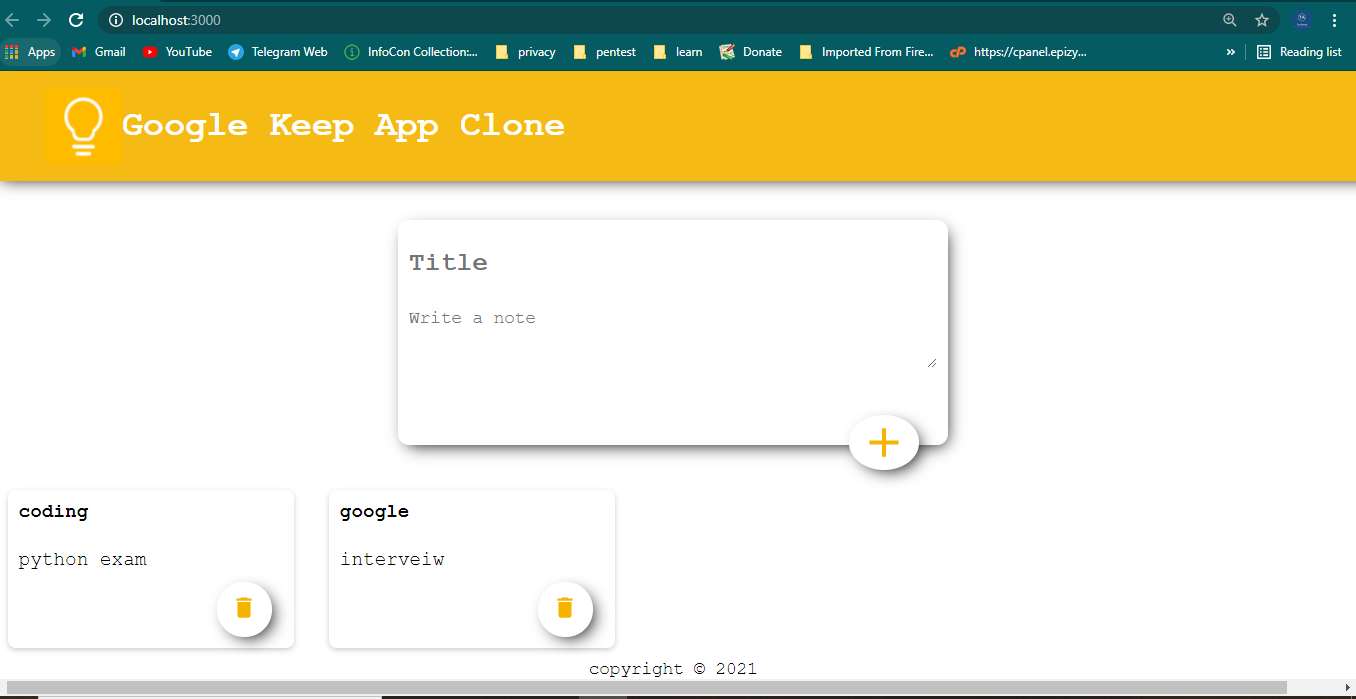 localhost:3000
Apps Gmail YouTube Telegram Web InfoCon Collection:... privacy pentest learn Donate Imported From Fire... https://cpanel.epizy... » Reading list
Google Keep App Clone
Title
Write a note
coding google
python exam interveiw
copyright © 2021